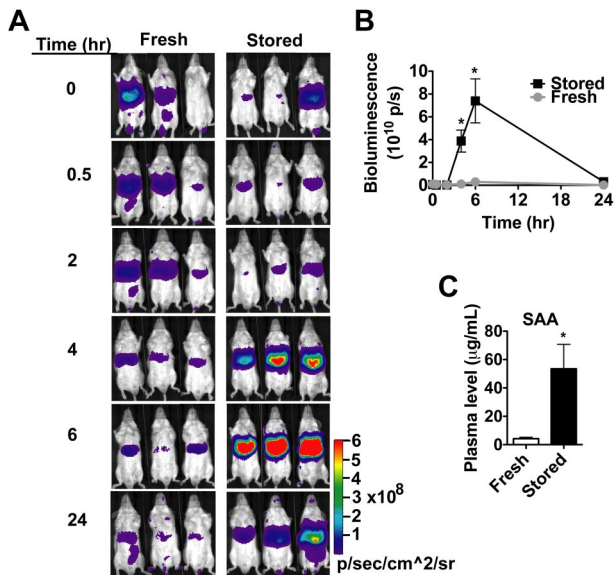 A
Time (hr)
Fresh
Stored
0
0.5
2
4
6
24
6
5
4
3
2
1
x10^8
p/sec/cm^2/sr
B
Bioluminescence
(10^10 p/s)
10
8
6
4
2
0
*
*
Stored
Fresh
0 6 12 18 24
Time (hr)
C
SAA
Plasma level (µg/mL)
80
60
40
20
0
*
Fresh
Stored